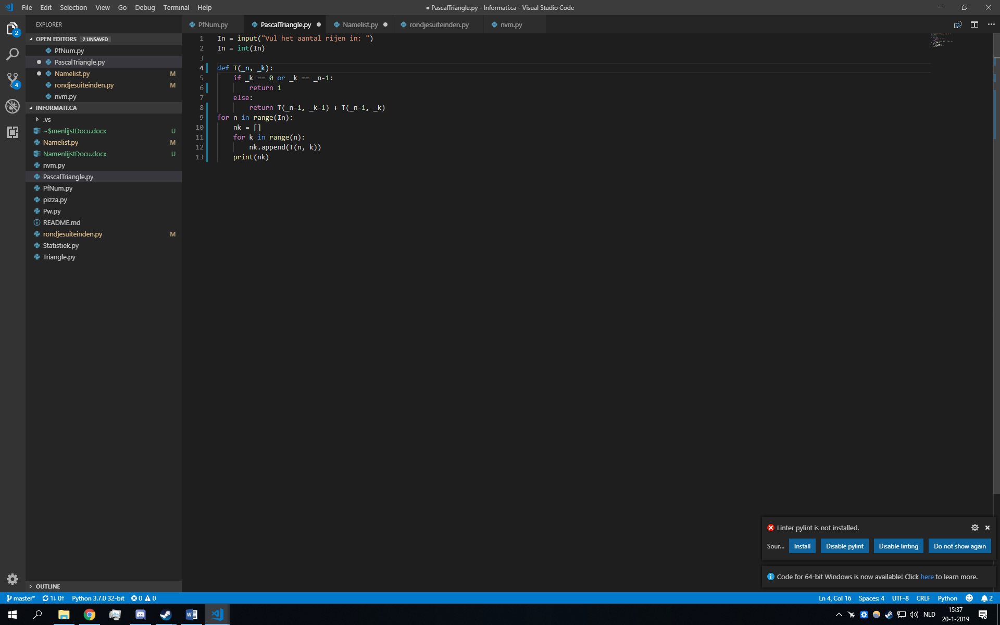 File Edit Selection View Go Debug Terminal Help
● PascalTriangle.py - Informati.ca - Visual Studio Code
EXPLORER
OPEN EDITORS 2 UNSAVED
PfNum.py
PascalTriangle.py
Namelist.py M
rondjesuiteinden.py M
nvm.py
INFORMATI.CA
.vs
~$menlijstDocu.docx U
Namelist.py M
NamenlijstDocu.docx U
nvm.py
PascalTriangle.py
PfNum.py
pizza.py
Pw.py
README.md
rondjesuiteinden.py M
Statistiek.py
Triangle.py
OUTLINE
2
4
PfNum.py PascalTriangle.py Namelist.py rondjesuiteinden.py nvm.py
1 In = input("Vul het aantal rijen in: ")
2 In = int(In)
3
4 def T(_n, _k):
5 if _k == 0 or _k == _n-1:
6 return 1
7 else:
8 return T(_n-1, _k-1) + T(_n-1, _k)
9 for n in range(In):
10 nk = []
11 for k in range(n):
12 nk.append(T(n, k))
13 print(nk)
Linter pylint is not installed.
Sour... Install Disable pylint Disable linting Do not show again
Code for 64-bit Windows is now available! Click here to learn more.
master* 1↓ 0↑ Python 3.7.0 32-bit 0 0
Ln 4, Col 16 Spaces: 4 UTF-8 CRLF Python 2
NLD
15:37
20-1-2019